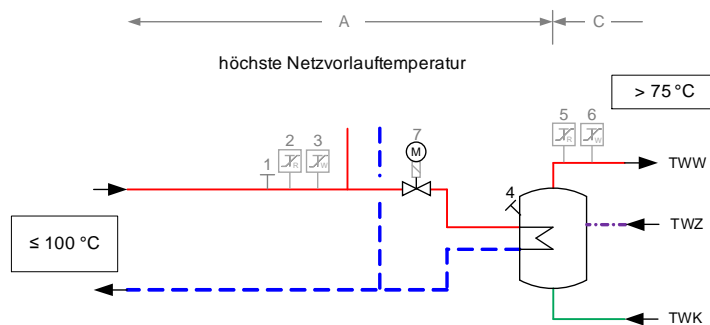 A C
höchste Netzvorlauftemperatur
> 75 °C
5 6
R W
2 3 7
R W M
1
TWW
4
TWZ
≤ 100 °C
TWK